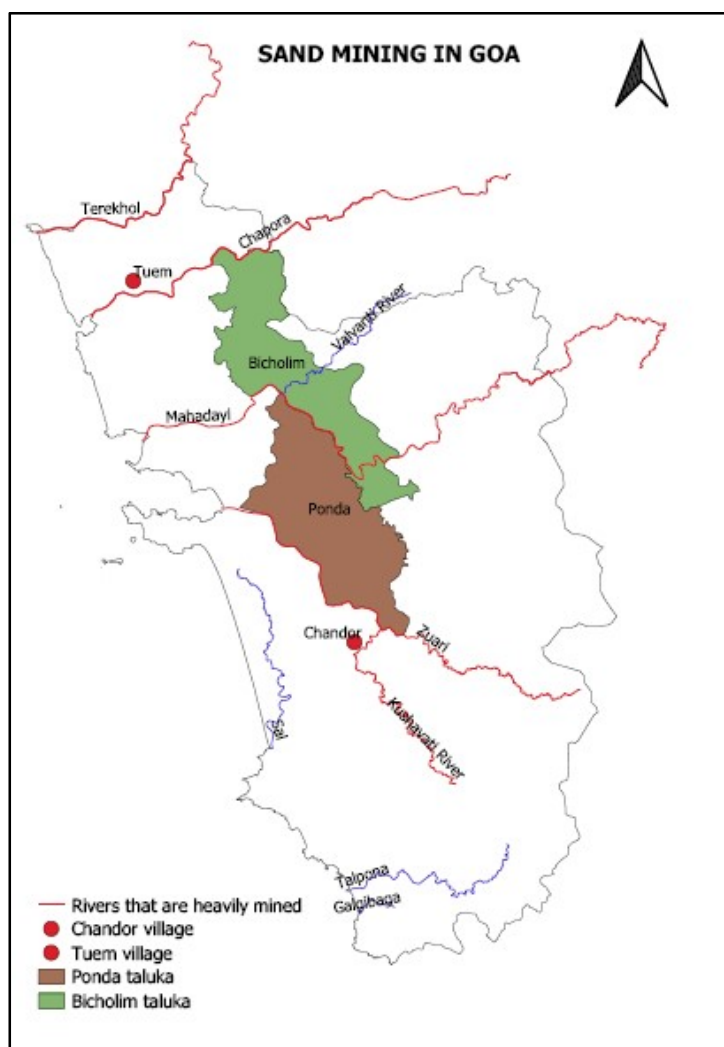 SAND MINING IN GOA
Terekhol
Chapora
Tuem
Valvanti River
Bicholim
Mahadayi
Ponda
Chandor
Zuari
Kushavati River
Sal
Talpona
Galgibaga
Rivers that are heavily mined
Chandor village
Tuem village
Ponda taluka
Bicholim taluka